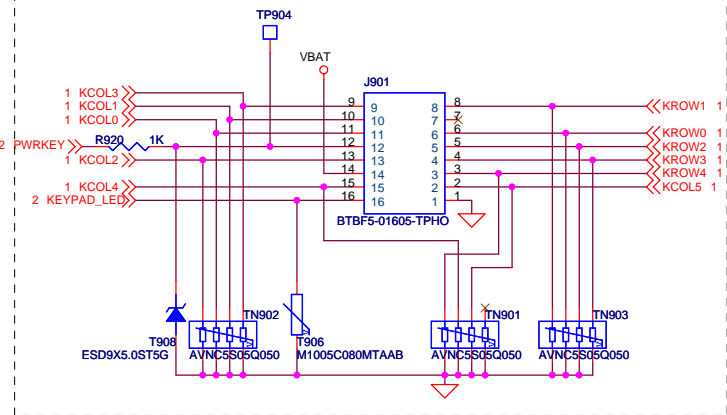 TP904
VBAT
J901
1 KCOL3 9 9 8 8 KROW1 1
1 KCOL1 10 10 7 7
1 KCOL0 11 11 6 6 KROW0 1
2 PWRKEY R920 1K 12 12 5 5 KROW2 1
1 KCOL2 13 13 4 4 KROW3 1
14 14 3 3 KROW4 1
1 KCOL4 15 15 2 2 KCOL5 1
2 KEYPAD_LED 16 16 1 1
BTBF5-01605-TPHO
TN902 TN901 TN903
T908 T906
ESD9X5.0ST5G AVNC5S05Q050 M1005C080MTAAB AVNC5S05Q050 AVNC5S05Q050